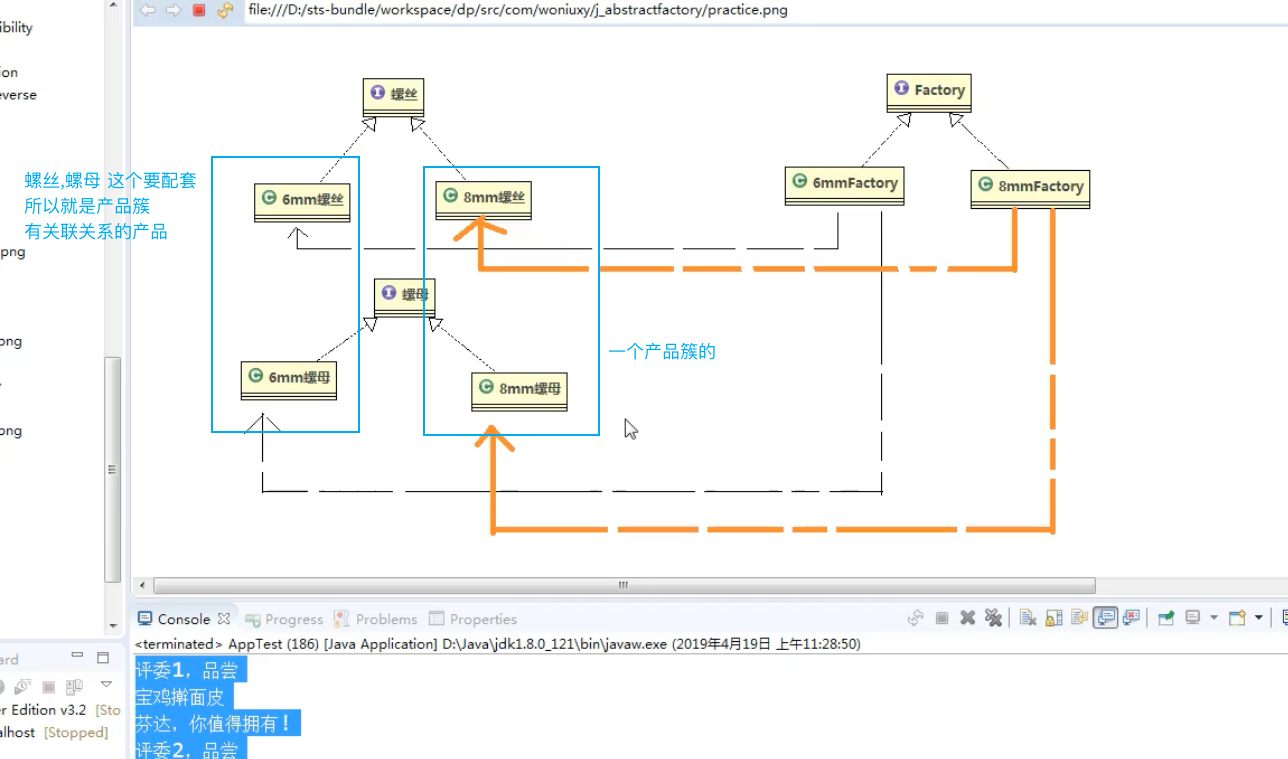 file:///D:/sts-bundle/workspace/dp/src/com/woniuxy/j_abstractfactory/practice.png
ibility
ion
everse
png
ong
ong
螺丝
Factory
螺丝,螺母 这个要配套
所以就是产品簇
有关联关系的产品
6mm螺丝
8mm螺丝
6mmFactory
8mmFactory
螺母
一个产品簇的
6mm螺母
8mm螺母
Console
Progress
Problems
Properties
<terminated> AppTest (186) [Java Application] D:\Java\jdk1.8.0_121\bin\javaw.exe (2019年4月19日 上午11:28:50)
ard
r Edition v3.2 [Sto
alhost [Stopped]
评委1，品尝
宝鸡擀面皮
芬达，你值得拥有！
评委2，品尝